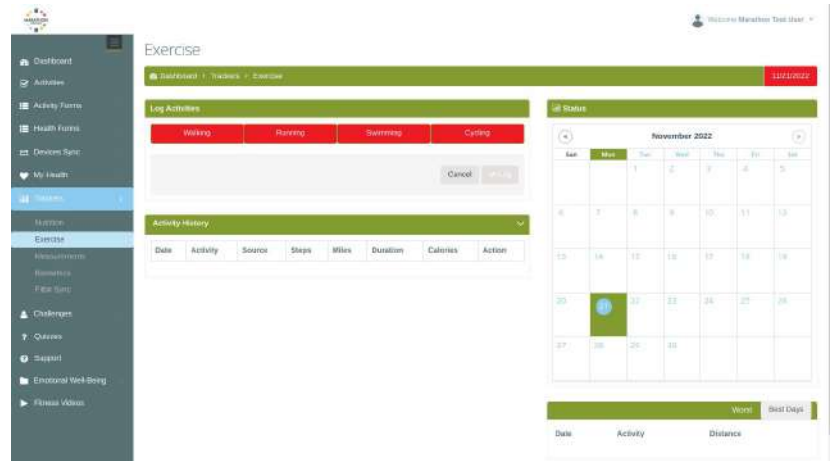 MARATHON
Welcome Marathon Test User
Dashboard
Activities
Activity Forms
Health Forms
Devices Sync
My Health
Trackers
Nutrition
Exercise
Measurements
Biometrics
Fitbit Sync
Challenges
Quizzes
Support
Emotional Well-Being
Fitness Videos
Exercise
Dashboard › Trackers › Exercise
11/21/2022
Log Activities
Walking Running Swimming Cycling
Cancel
Activity History
Date Activity Source Steps Miles Duration Calories Action
Status
November 2022
Sun Mon Tue Wed Thu Fri Sat
1 2 3 4 5
6 7 8 9 10 11 12
13 14 15 16 17 18 19
20 21 22 23 24 25 26
27 28 29 30
Worst Best Days
Date Activity Distance